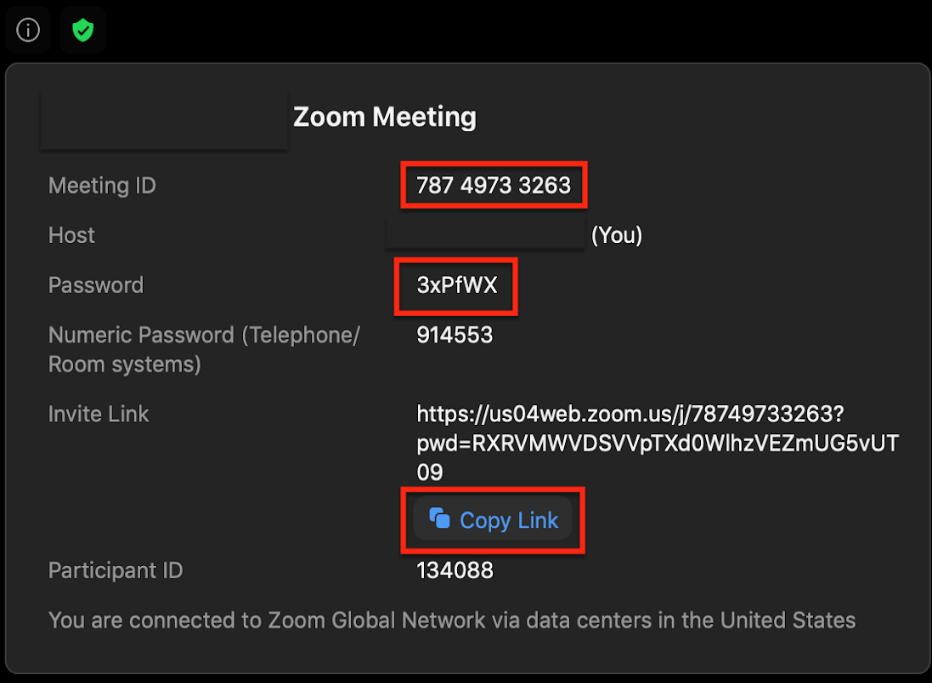 Zoom Meeting
Meeting ID
787 4973 3263
Host
(You)
Password
3xPfWX
Numeric Password (Telephone/
Room systems)
914553
Invite Link
https://us04web.zoom.us/j/78749733263?
pwd=RXRVMWVDSVVpTXd0WlhzVEZmUG5vUT
09
Copy Link
Participant ID
134088
You are connected to Zoom Global Network via data centers in the United States